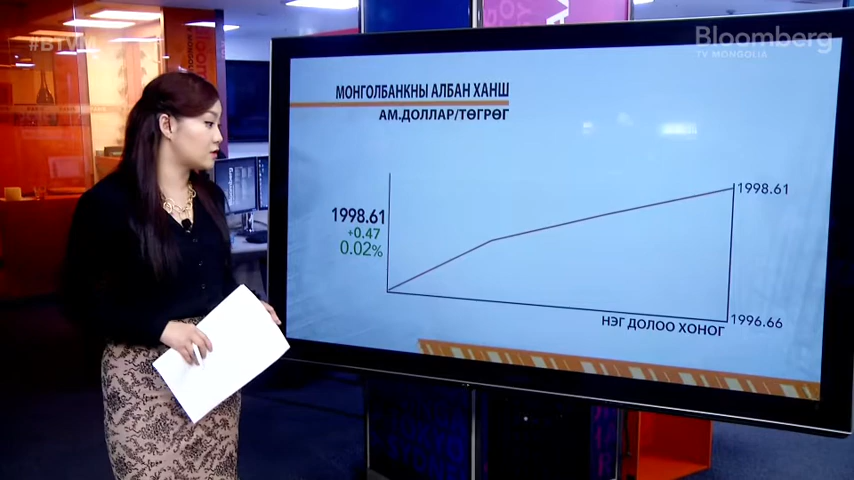 #BTVM
Bloomberg
TV MONGOLIA
МОНГОЛБАНКНЫ АЛБАН ХАНШ
АМ.ДОЛЛАР/ТӨГРӨГ
1998.61
1998.61
+0.47
0.02%
НЭГ ДОЛОО ХОНОГ
1996.66